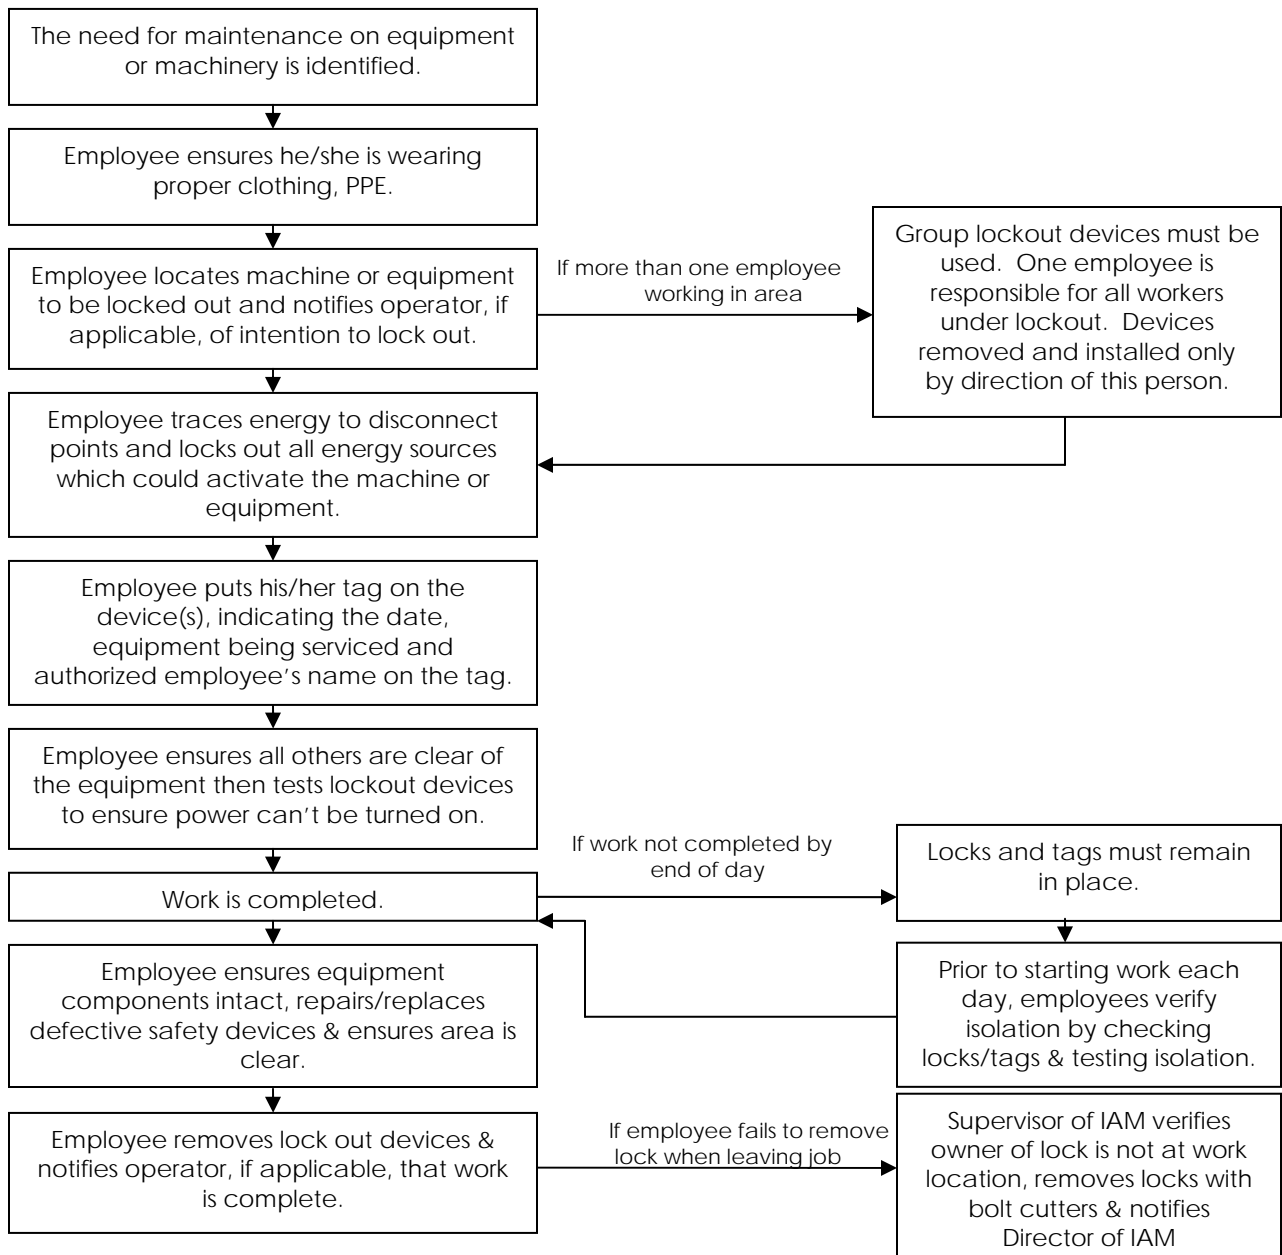 The need for maintenance on equipment
or machinery is identified.
Employee ensures he/she is wearing
proper clothing, PPE.
Employee locates machine or equipment
to be locked out and notifies operator, if
applicable, of intention to lock out.
If more than one employee
working in area
Group lockout devices must be
used. One employee is
responsible for all workers
under lockout. Devices
removed and installed only
by direction of this person.
Employee traces energy to disconnect
points and locks out all energy sources
which could activate the machine or
equipment.
Employee puts his/her tag on the
device(s), indicating the date,
equipment being serviced and
authorized employee’s name on the tag.
Employee ensures all others are clear of
the equipment then tests lockout devices
to ensure power can’t be turned on.
Work is completed.
If work not completed by
end of day
Locks and tags must remain
in place.
Prior to starting work each
day, employees verify
isolation by checking
locks/tags & testing isolation.
Employee ensures equipment
components intact, repairs/replaces
defective safety devices & ensures area is
clear.
Employee removes lock out devices &
notifies operator, if applicable, that work
is complete.
If employee fails to remove
lock when leaving job
Supervisor of IAM verifies
owner of lock is not at work
location, removes locks with
bolt cutters & notifies
Director of IAM